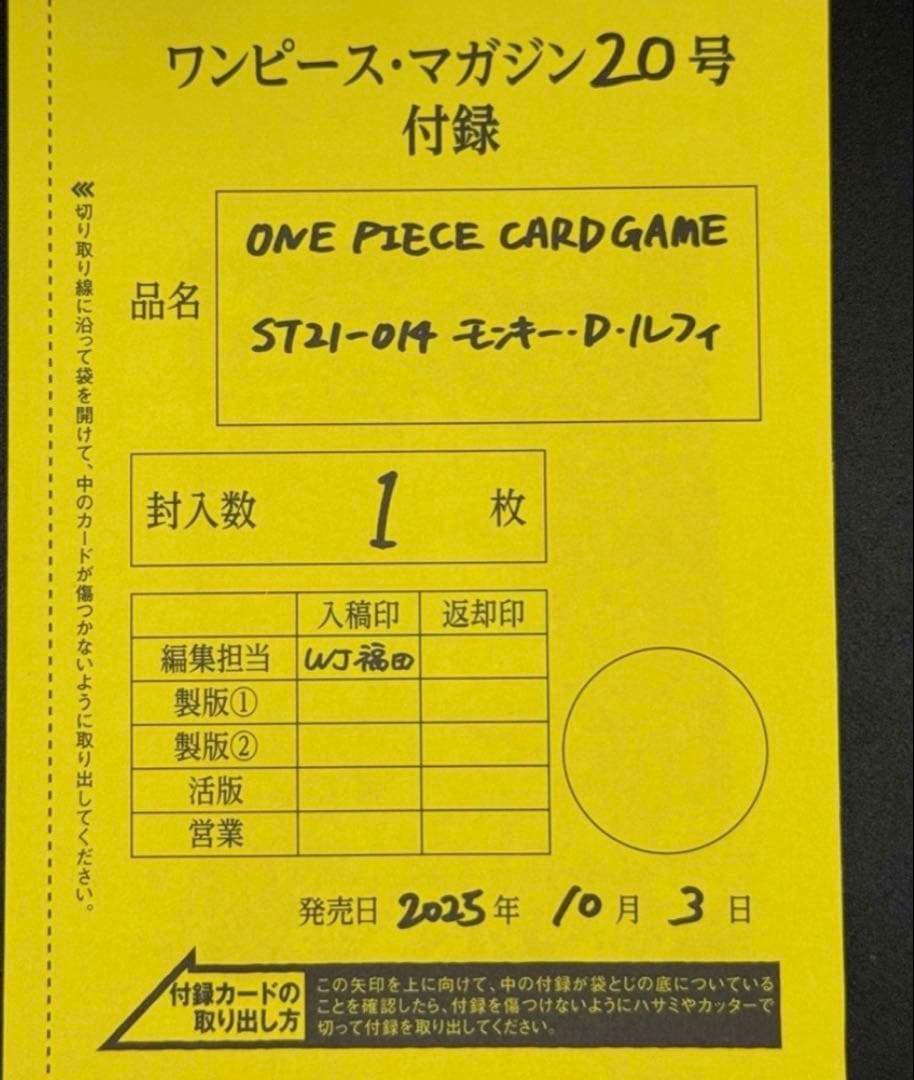 ワンピース・マガジン20号
付録
⋘切り取り線に沿って袋を開けて、中のカードが傷つかないように取り出してください。
品名
ONE PIECE CARD GAME
ST21-014 モンキー・D・ルフィ
封入数 1 枚
入稿印 返却印
編集担当 WJ福田
製版①
製版②
活版
営業
発売日 2025年 10月 3日
付録カードの
取り出し方
この矢印を上に向けて、中の付録が袋とじの底についている
ことを確認したら、付録を傷つけないようにハサミやカッターで
切って付録を取り出してください。